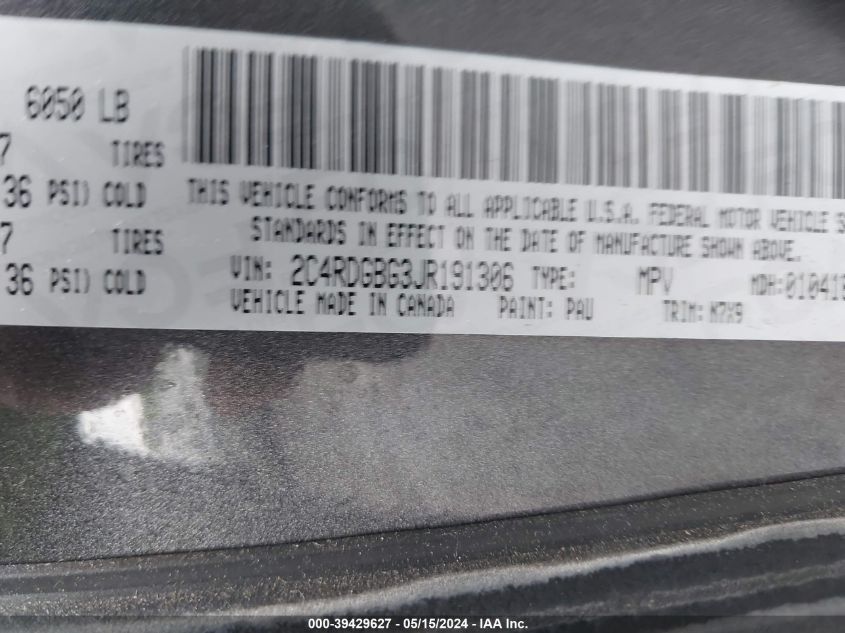 6050 LB
7 TIRES
36 PSI) COLD
7 TIRES
36 PSI) COLD
THIS VEHICLE CONFORMS TO ALL APPLICABLE U.S.A. FEDERAL MOTOR VEHICLE S
STANDARDS IN EFFECT ON THE DATE OF MANUFACTURE SHOWN ABOVE.
VIN: 2C4RDGBG3JR191306 TYPE: MPV MDH:010418
VEHICLE MADE IN CANADA PAINT: PAU TRIM: M7X9
000-39429627 - 05/15/2024 - IAA Inc.